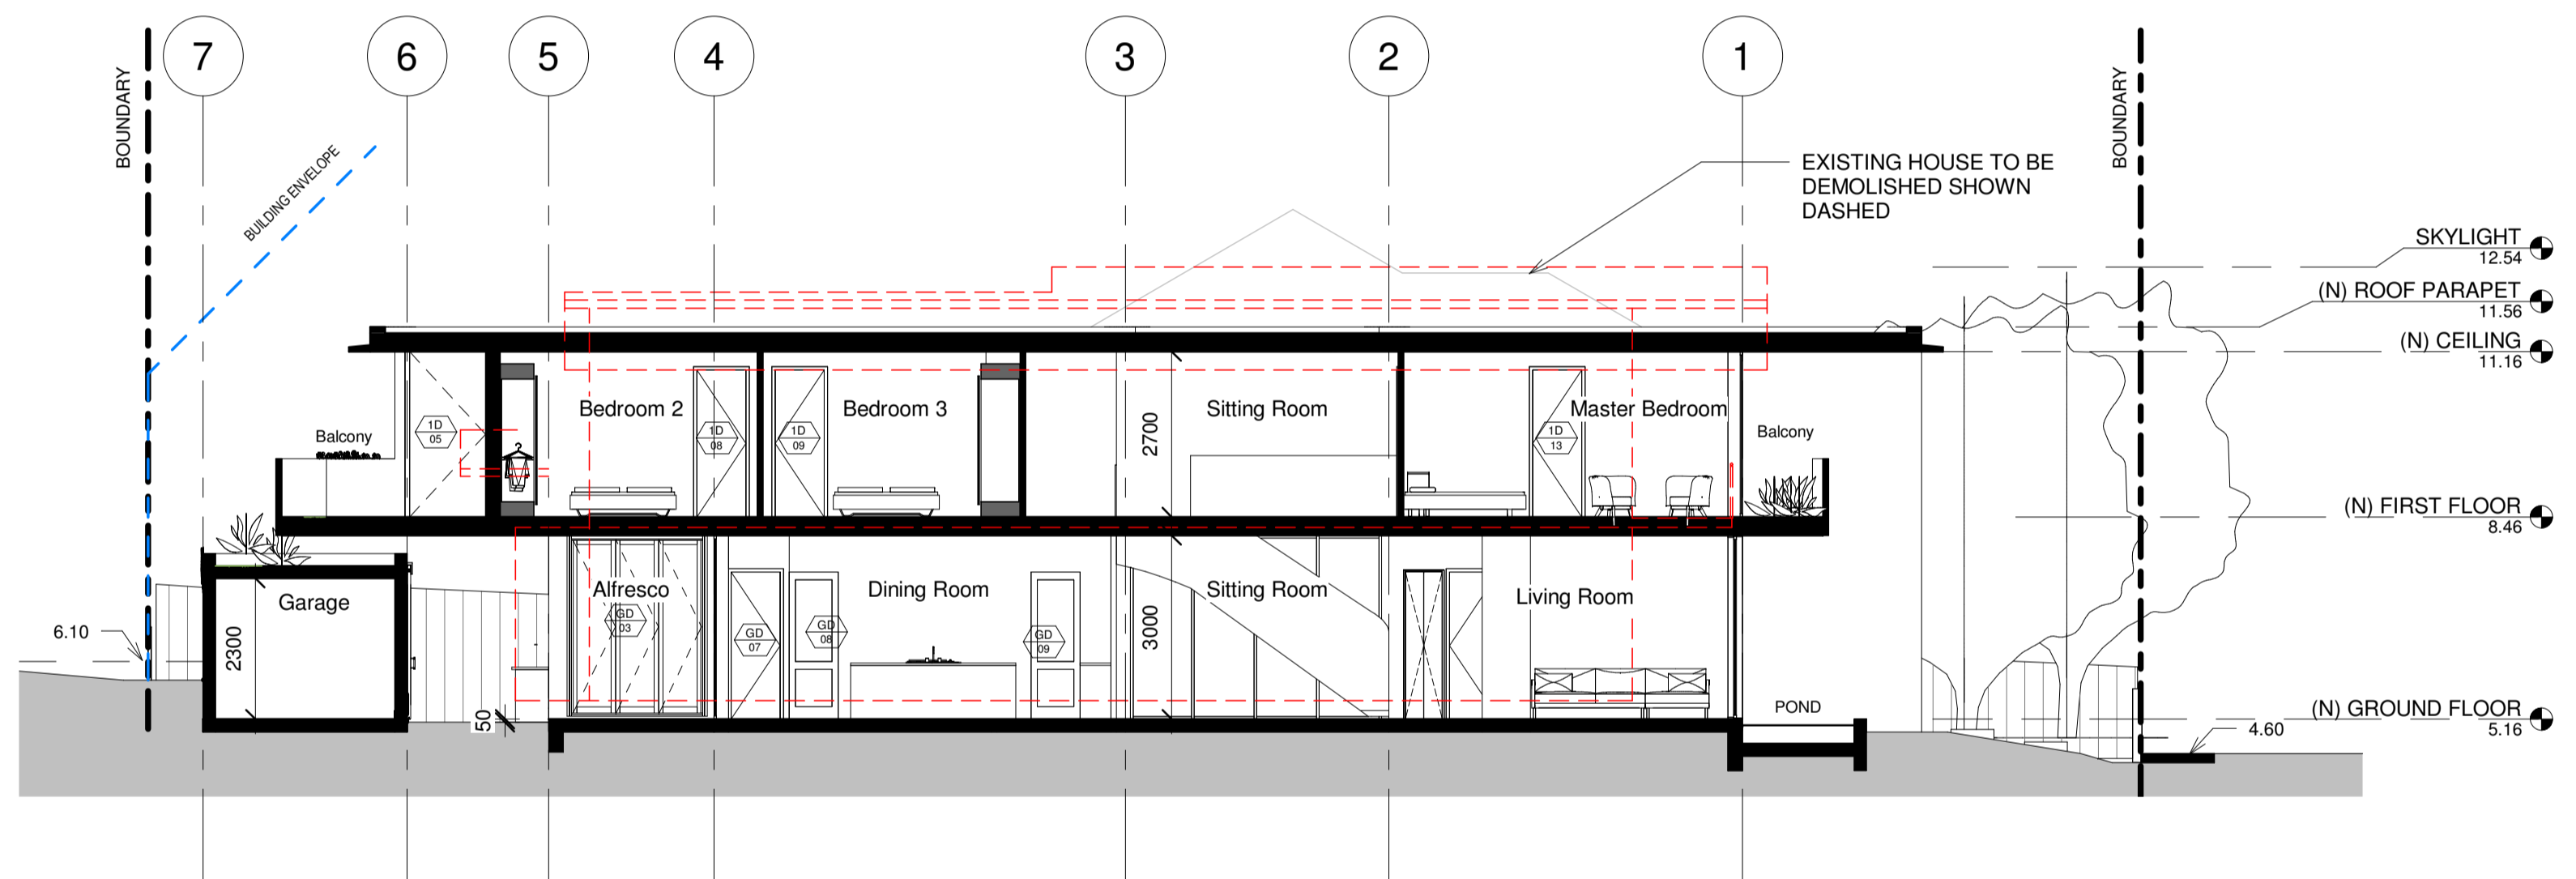 7
6
5
4
3
2
1
BOUNDARY
BOUNDARY
BUILDING ENVELOPE
EXISTING HOUSE TO BE
DEMOLISHED SHOWN
DASHED
SKYLIGHT
12.54
(N) ROOF PARAPET
11.56
(N) CEILING
11.16
Balcony
1D
05
Bedroom 2
1D
08
1D
09
Bedroom 3
2700
Sitting Room
1D
13
Master Bedroom
Balcony
(N) FIRST FLOOR
8.46
6.10
Garage
2300
50
Alfresco
GD
03
GD
07
GD
08
Dining Room
GD
09
3000
Sitting Room
Living Room
POND
(N) GROUND FLOOR
5.16
4.60